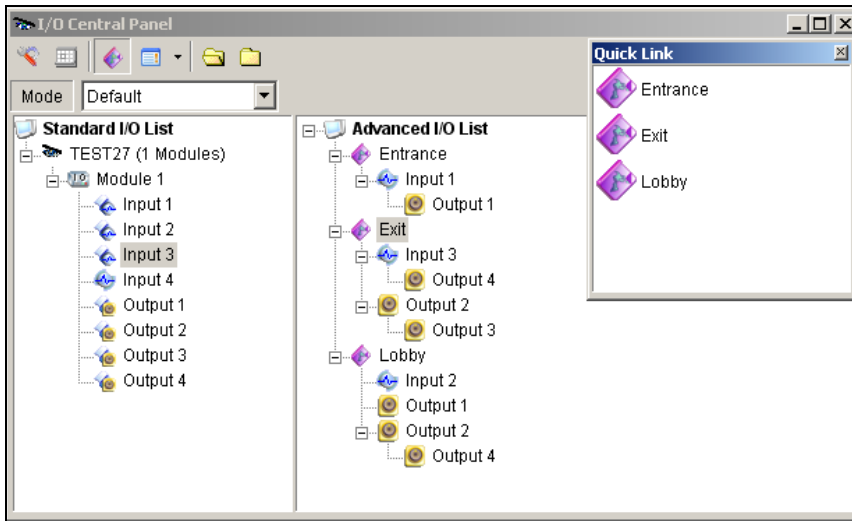 I/O Central Panel
Mode
Default
Standard I/O List
TEST27 (1 Modules)
Module 1
Input 1
Input 2
Input 3
Input 4
Output 1
Output 2
Output 3
Output 4
Advanced I/O List
Entrance
Input 1
Output 1
Exit
Input 3
Output 4
Output 2
Output 3
Lobby
Input 2
Output 1
Output 2
Output 4
Quick Link
Entrance
Exit
Lobby